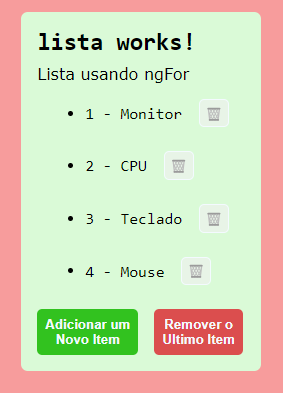 lista works!
Lista usando ngFor
1 - Monitor
2 - CPU
3 - Teclado
4 - Mouse
Adicionar um
Novo Item
Remover o
Ultimo Item